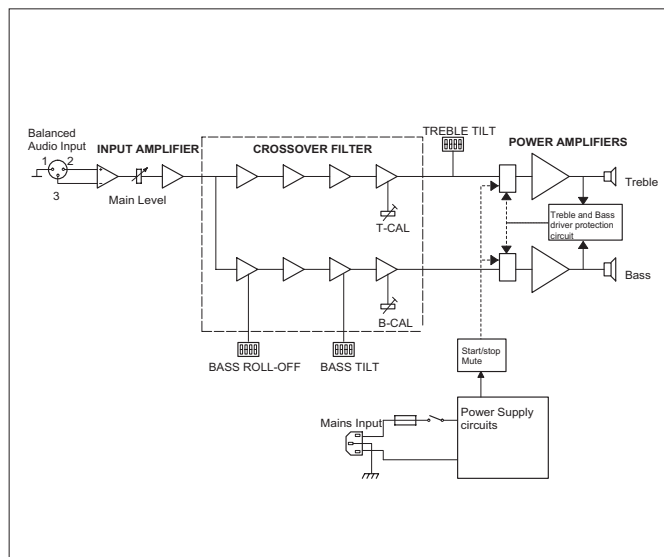 Balanced
Audio Input
1
2
3
INPUT AMPLIFIER
Main Level
CROSSOVER FILTER
T-CAL
B-CAL
TREBLE TILT
POWER AMPLIFIERS
Treble
Treble and Bass
driver protection
circuit
Bass
BASS ROLL-OFF
BASS TILT
Start/stop
Mute
Mains Input
Power Supply
circuits